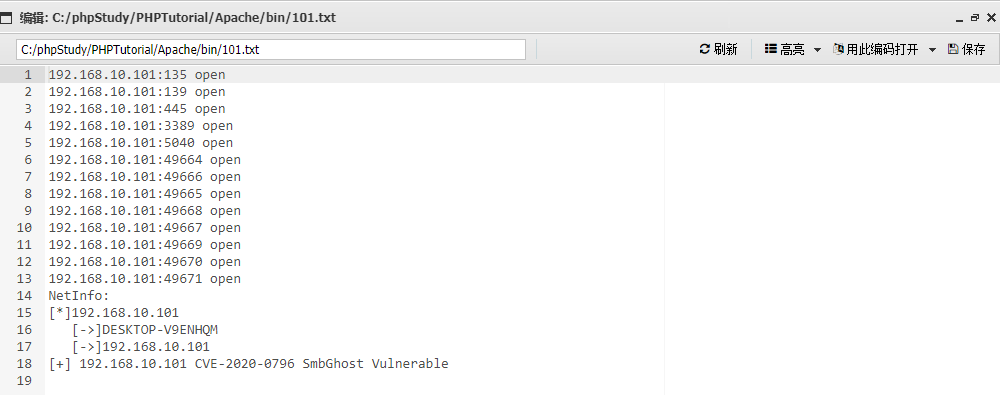 编辑: C:/phpStudy/PHPTutorial/Apache/bin/101.txt
C:/phpStudy/PHPTutorial/Apache/bin/101.txt 刷新 高亮 用此编码打开 保存
1 192.168.10.101:135 open
2 192.168.10.101:139 open
3 192.168.10.101:445 open
4 192.168.10.101:3389 open
5 192.168.10.101:5040 open
6 192.168.10.101:49664 open
7 192.168.10.101:49666 open
8 192.168.10.101:49665 open
9 192.168.10.101:49668 open
10 192.168.10.101:49667 open
11 192.168.10.101:49669 open
12 192.168.10.101:49670 open
13 192.168.10.101:49671 open
14 NetInfo:
15 [*]192.168.10.101
16 [->]DESKTOP-V9ENHQM
17 [->]192.168.10.101
18 [+] 192.168.10.101 CVE-2020-0796 SmbGhost Vulnerable
19